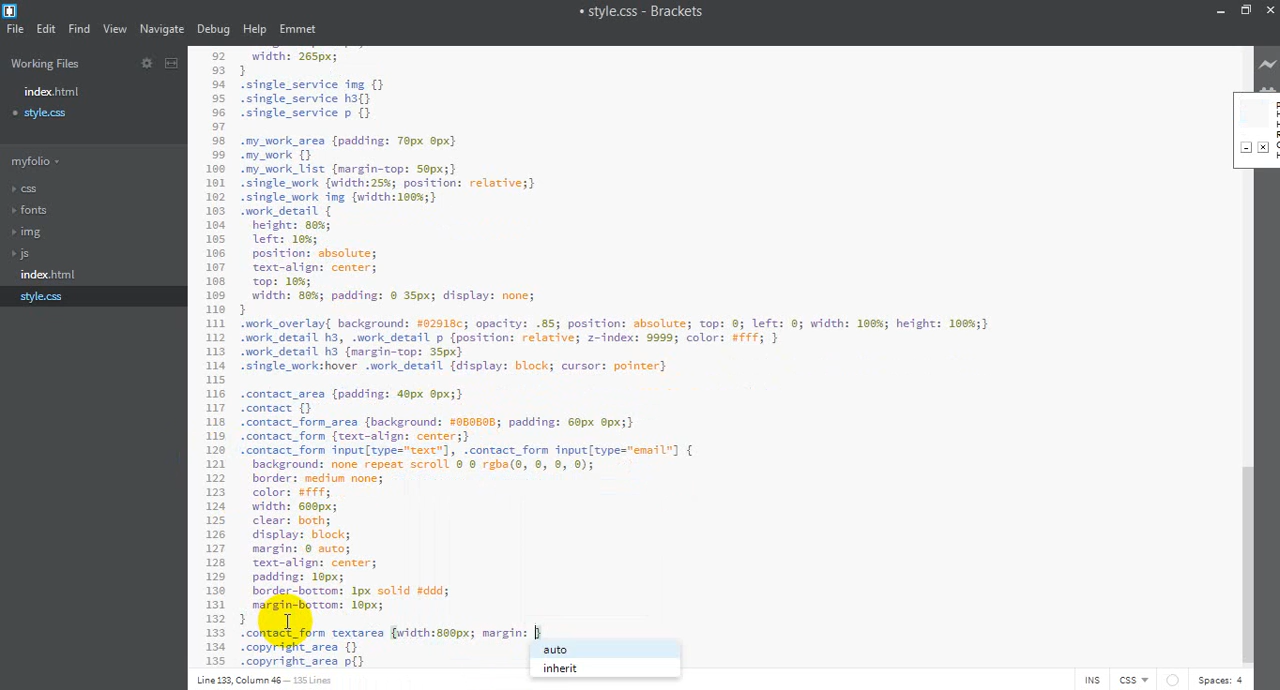 • style.css - Brackets
File Edit Find View Navigate Debug Help Emmet
Working Files
index.html
• style.css
myfolio
css
fonts
img
js
index.html
style.css
92 width: 265px;
93 }
94 .single_service img {}
95 .single_service h3{}
96 .single_service p {}
97
98 .my_work_area {padding: 70px 0px}
99 .my_work {}
100 .my_work_list {margin-top: 50px;}
101 .single_work {width:25%; position: relative;}
102 .single_work img {width:100%;}
103 .work_detail {
104 height: 80%;
105 left: 10%;
106 position: absolute;
107 text-align: center;
108 top: 10%;
109 width: 80%; padding: 0 35px; display: none;
110 }
111 .work_overlay{ background: #02918c; opacity: .85; position: absolute; top: 0; left: 0; width: 100%; height: 100%;}
112 .work_detail h3, .work_detail p {position: relative; z-index: 9999; color: #fff; }
113 .work_detail h3 {margin-top: 35px}
114 .single_work:hover .work_detail {display: block; cursor: pointer}
115
116 .contact_area {padding: 40px 0px;}
117 .contact {}
118 .contact_form_area {background: #0B0B0B; padding: 60px 0px;}
119 .contact_form {text-align: center;}
120 .contact_form input[type="text"], .contact_form input[type="email"] {
121 background: none repeat scroll 0 0 rgba(0, 0, 0, 0);
122 border: medium none;
123 color: #fff;
124 width: 600px;
125 clear: both;
126 display: block;
127 margin: 0 auto;
128 text-align: center;
129 padding: 10px;
130 border-bottom: 1px solid #ddd;
131 margin-bottom: 10px;
132 }
133 .contact_form textarea {width:800px; margin: }
134 .copyright_area {}
135 .copyright_area p{}
auto
inherit
Line 133, Column 46 — 135 Lines
INS CSS Spaces: 4